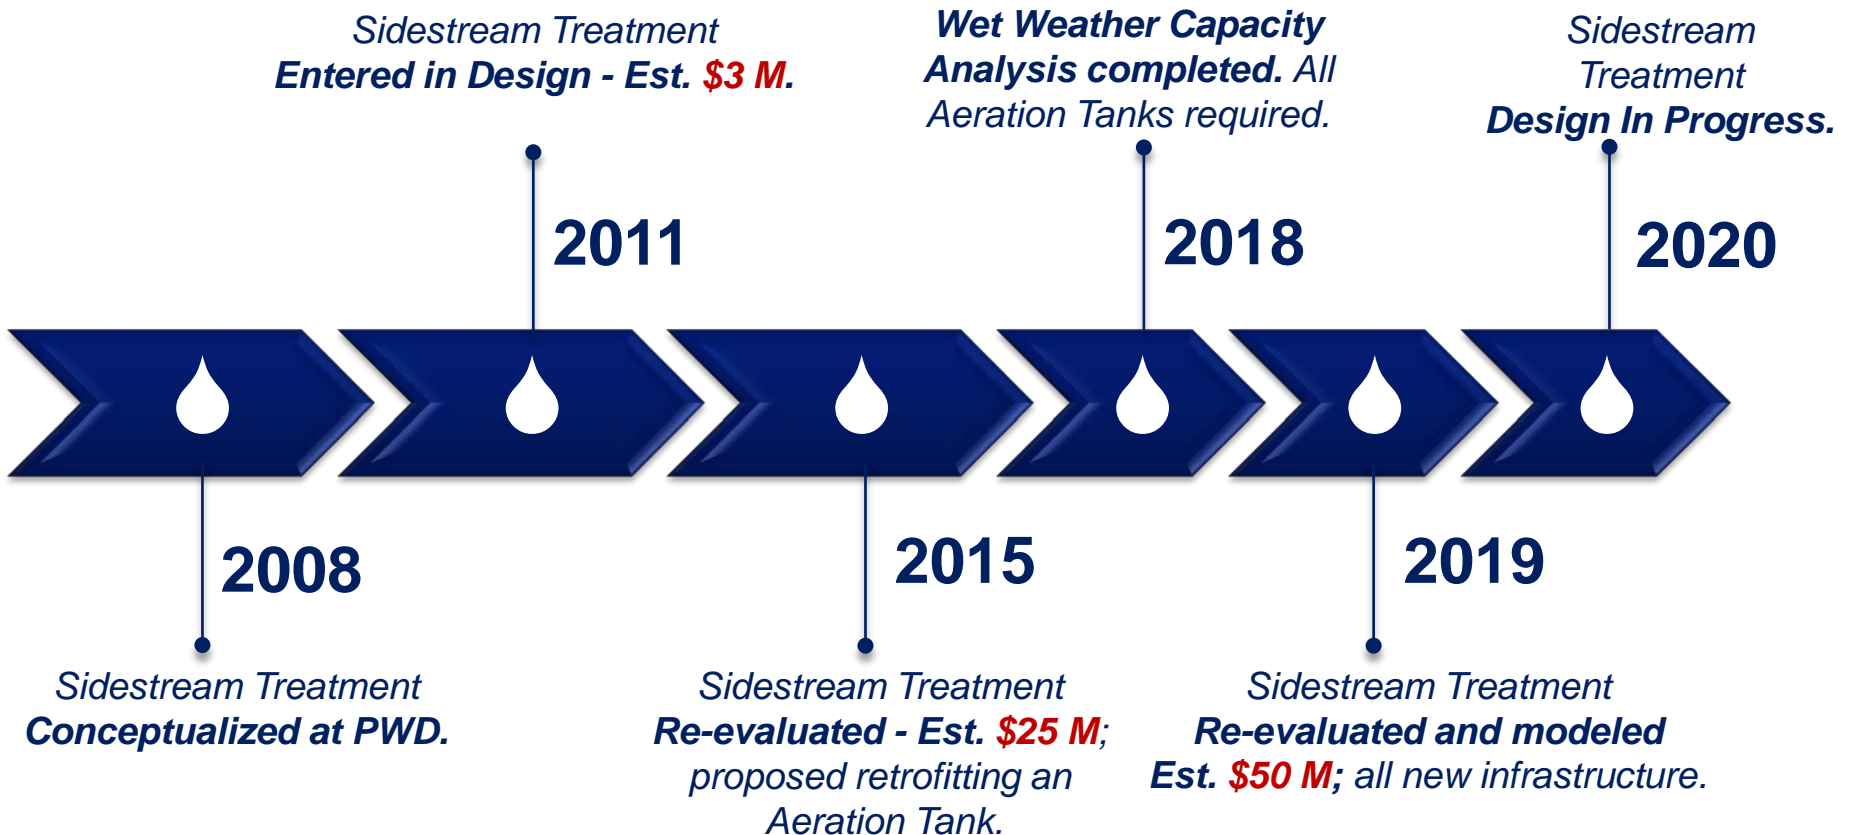 Sidestream Treatment
Entered in Design - Est. $3 M.
2011
Wet Weather Capacity
Analysis completed. All
Aeration Tanks required.
2018
Sidestream
Treatment
Design In Progress.
2020
2008
Sidestream Treatment
Conceptualized at PWD.
2015
Sidestream Treatment
Re-evaluated - Est. $25 M;
proposed retrofitting an
Aeration Tank.
2019
Sidestream Treatment
Re-evaluated and modeled
Est. $50 M; all new infrastructure.